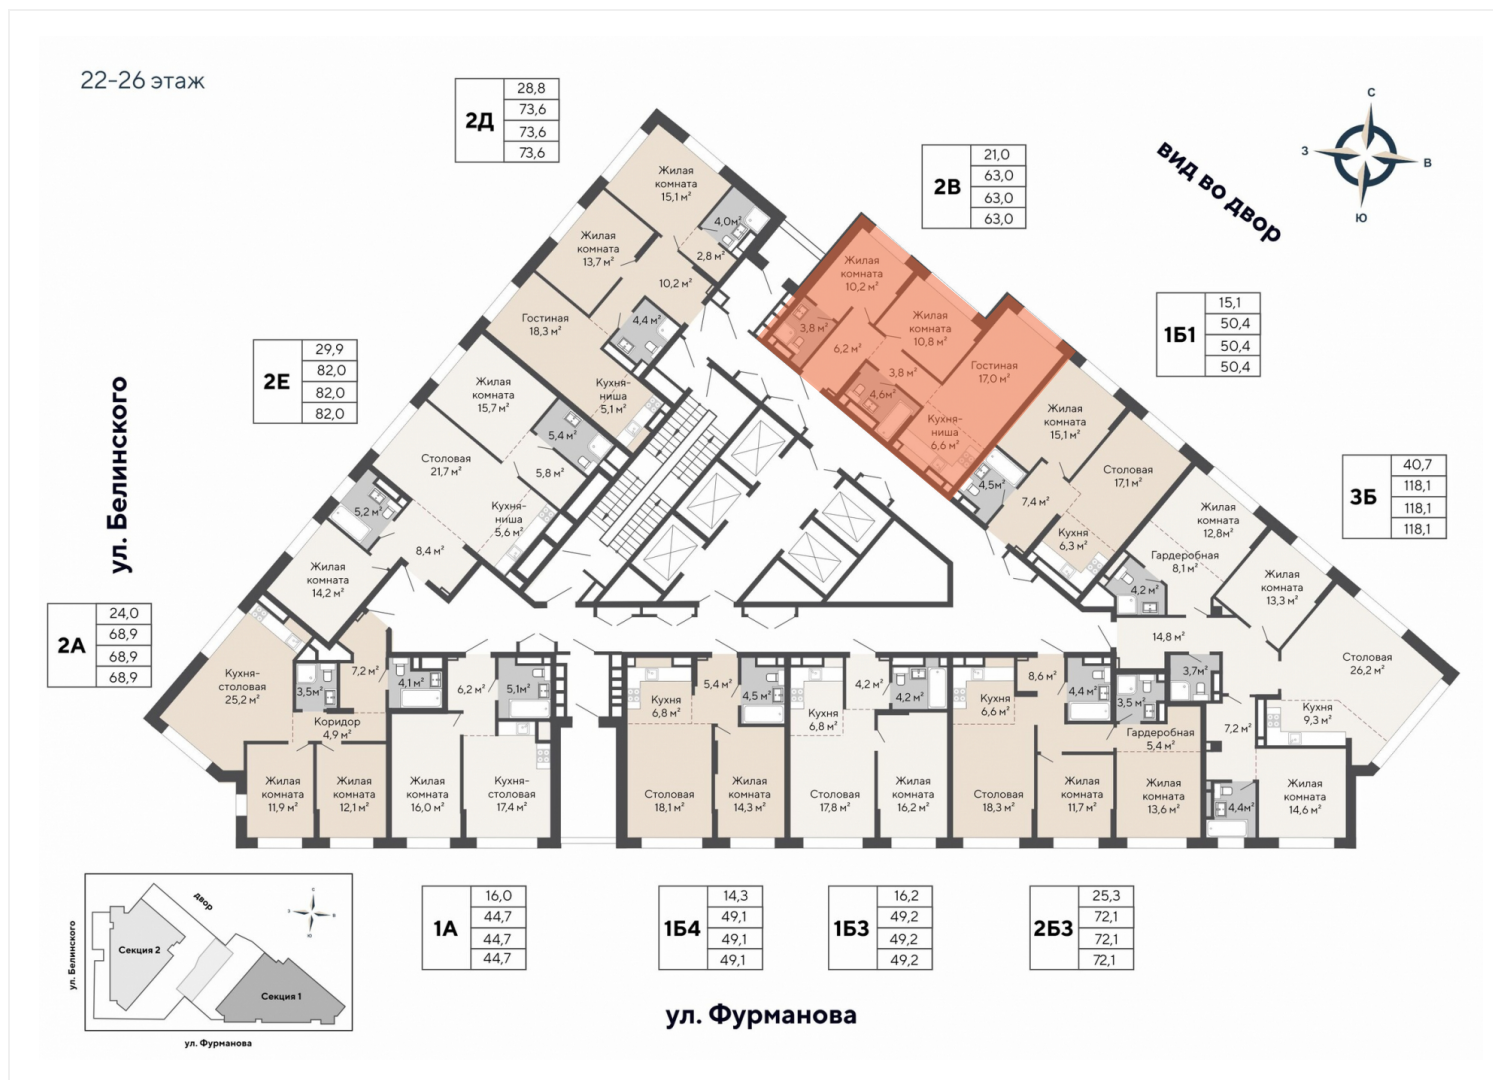 22-26 этаж
2Д
28,8
73,6
73,6
73,6
2В
21,0
63,0
63,0
63,0
вид во двор
С
З
В
Ю
2Е
29,9
82,0
82,0
82,0
1Б1
15,1
50,4
50,4
50,4
3Б
40,7
118,1
118,1
118,1
2А
24,0
68,9
68,9
68,9
ул. Белинского
Жилая
комната
15,1 м²
4,0м²
2,8 м²
Жилая
комната
13,7 м²
10,2 м²
4,4 м²
Гостиная
18,3 м²
Кухня-
ниша
5,1 м²
Жилая
комната
10,2 м²
3,8 м²
6,2 м²
Жилая
комната
10,8 м²
3,8 м²
4,6м²
Гостиная
17,0 м²
Кухня-
ниша
6,6 м²
Жилая
комната
15,7 м²
5,4 м²
5,8 м²
Столовая
21,7 м²
Кухня-
ниша
5,6 м²
5,2 м²
8,4 м²
Жилая
комната
14,2 м²
Жилая
комната
15,1 м²
4,5м²
7,4 м²
Столовая
17,1 м²
Кухня
6,3 м²
Жилая
комната
12,8м²
Гардеробная
8,1 м²
4,2 м²
Жилая
комната
13,3 м²
14,8 м²
3,7м²
Столовая
26,2 м²
Кухня
9,3 м²
7,2 м²
4,4м²
Жилая
комната
14,6 м²
Кухня-
столовая
25,2 м²
3,5м²
7,2 м²
Коридор
4,9 м²
Жилая
комната
11,9 м²
Жилая
комната
12,1 м²
4,1 м²
6,2 м²
5,1м²
Жилая
комната
16,0 м²
Кухня-
столовая
17,4 м²
Кухня
6,8 м²
5,4 м²
4,5 м²
Столовая
18,1 м²
Жилая
комната
14,3 м²
Кухня
6,8 м²
4,2 м²
4,2 м²
Столовая
17,8 м²
Жилая
комната
16,2 м²
Кухня
6,6 м²
8,6 м²
4,4 м²
Столовая
18,3 м²
Жилая
комната
11,7 м²
3,5 м²
Гардеробная
5,4 м²
Жилая
комната
13,6 м²
1А
16,0
44,7
44,7
44,7
1Б4
14,3
49,1
49,1
49,1
1Б3
16,2
49,2
49,2
49,2
2Б3
25,3
72,1
72,1
72,1
ул. Фурманова
двор
С
З
В
Ю
ул. Белинского
Секция 2
Секция 1
ул. Фурманова